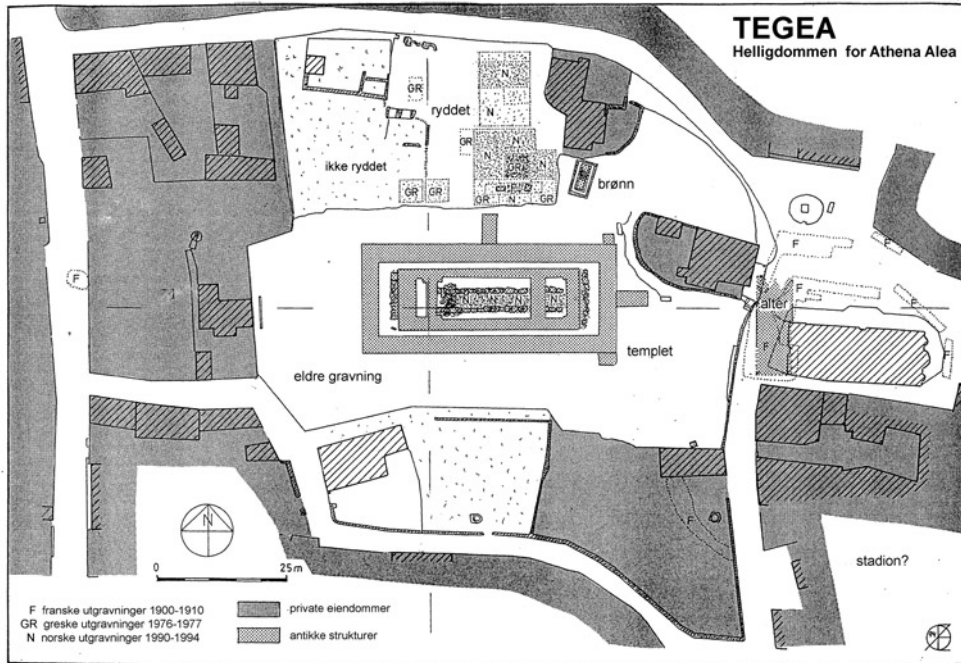 TEGEA
Helligdommen for Athena Alea
N
GR
ryddet
N
GR
N
N
N
ikke ryddet
GR
GR
GR
GR
N
GR
brønn
F
F
F
F
F
alter
F
F
N
N
N
N
templet
eldre gravning
F
N
stadion?
0 25 m
F franske utgravninger 1900-1910
GR greske utgravninger 1976-1977
N norske utgravninger 1990-1994
private eiendommer
antikke strukturer